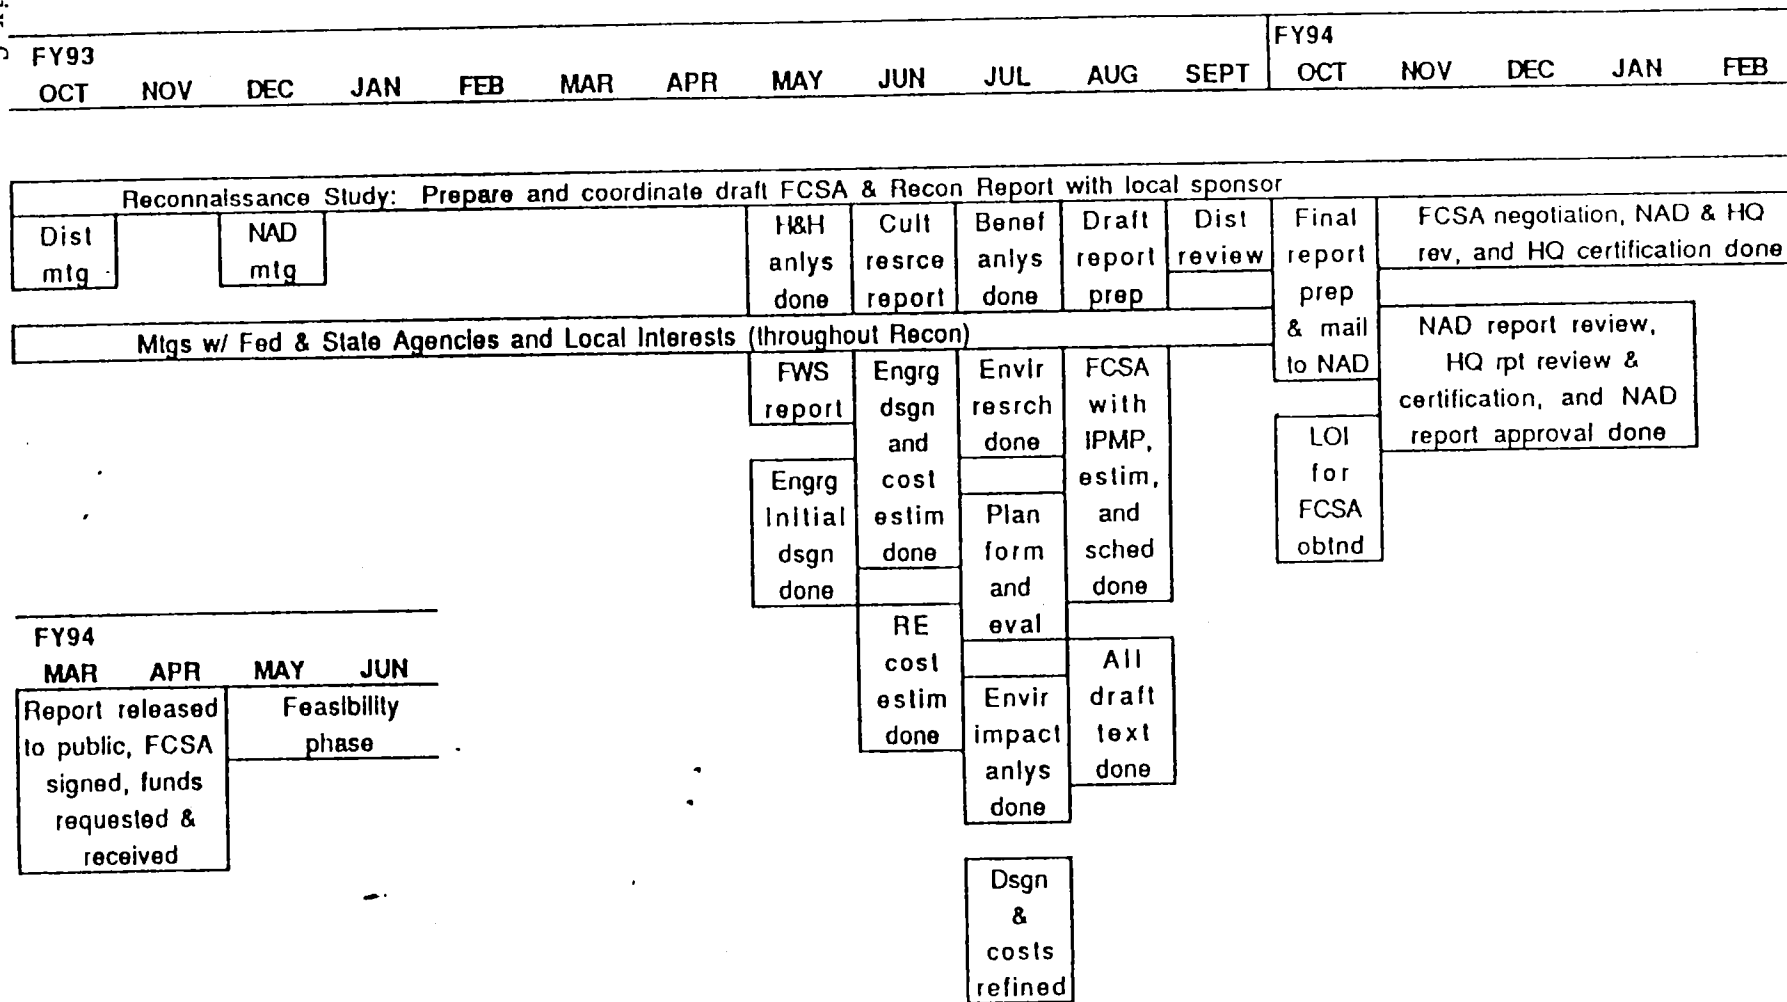 FY93
FY94
OCT NOV DEC JAN FEB MAR APR MAY JUN JUL AUG SEPT OCT NOV DEC JAN FEB
Reconnaissance Study: Prepare and coordinate draft FCSA & Recon Report with local sponsor
Dist
mtg
NAD
mtg
H&H
anlys
done
Cult
resrce
report
Benef
anlys
done
Draft
report
prep
Dist
review
Final
report
prep
& mail
to NAD
FCSA negotiation, NAD & HQ
rev, and HQ certification done
Mtgs w/ Fed & State Agencies and Local Interests (throughout Recon)
NAD report review,
HQ rpt review &
certification, and NAD
report approval done
FWS
report
Engrg
dsgn
and
cost
estim
done
Envir
resrch
done
FCSA
with
IPMP,
estim,
and
sched
done
LOI
for
FCSA
obtnd
Engrg
Initial
dsgn
done
Plan
form
and
eval
RE
cost
estim
done
All
draft
text
done
Envir
impact
anlys
done
Dsgn
&
costs
refined
FY94
MAR APR MAY JUN
Report released
to public, FCSA
signed, funds
requested &
received
Feasibility
phase